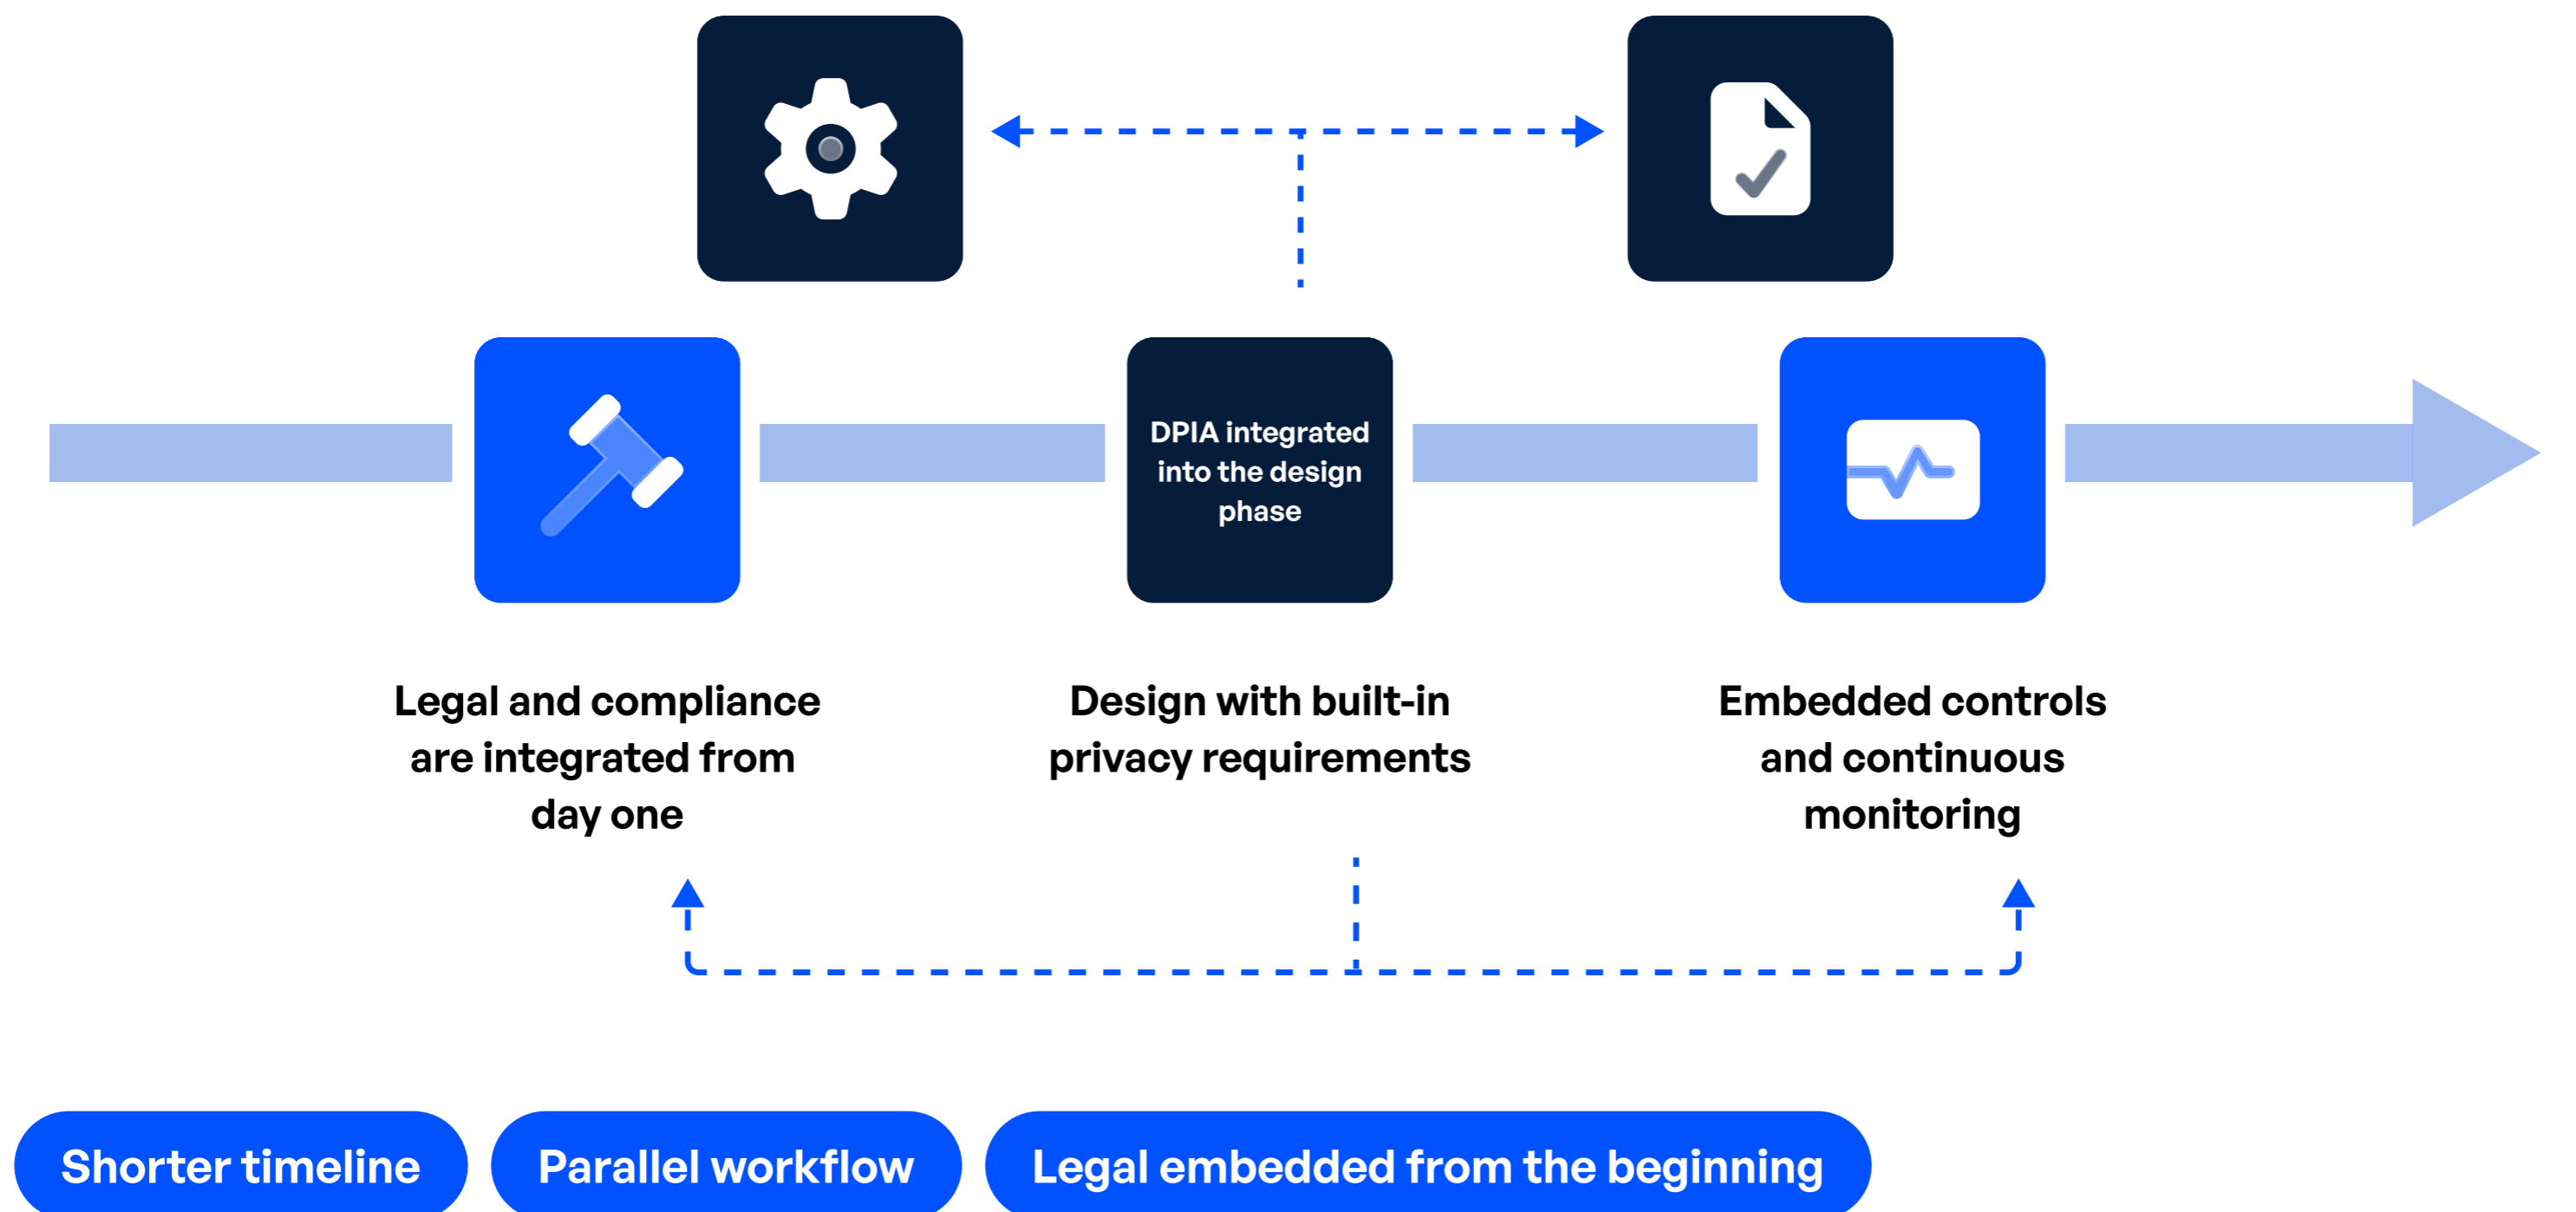 DPIA integrated
into the design
phase
Legal and compliance
are integrated from
day one
Design with built-in
privacy requirements
Embedded controls
and continuous
monitoring
Shorter timeline
Parallel workflow
Legal embedded from the beginning